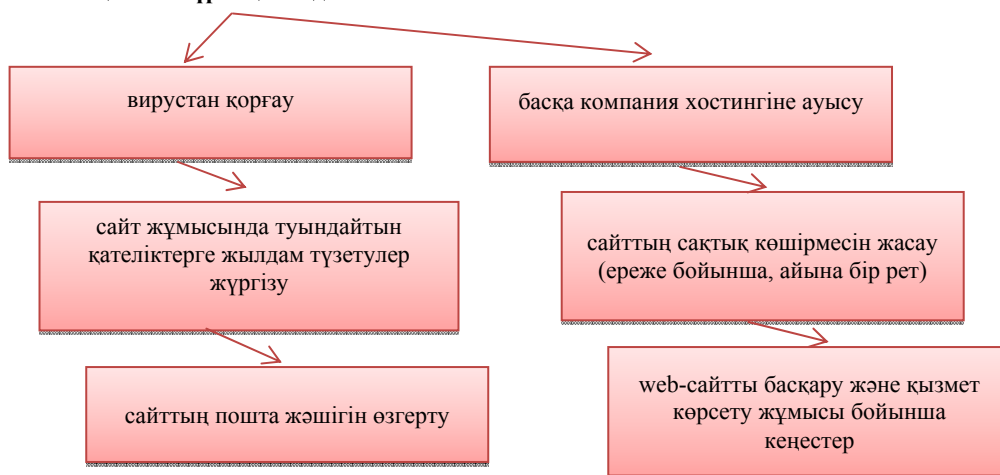 вирустан қорғау
басқа компания хостингіне ауысу
сайт жұмысында туындайтын
қателіктерге жылдам түзетулер
жүргізу
сайттың сақтық көшірмесін жасау
(ереже бойынша, айына бір рет)
сайттың пошта жәшігін өзгерту
web-сайтты басқару және қызмет
көрсету жұмысы бойынша
кеңестер